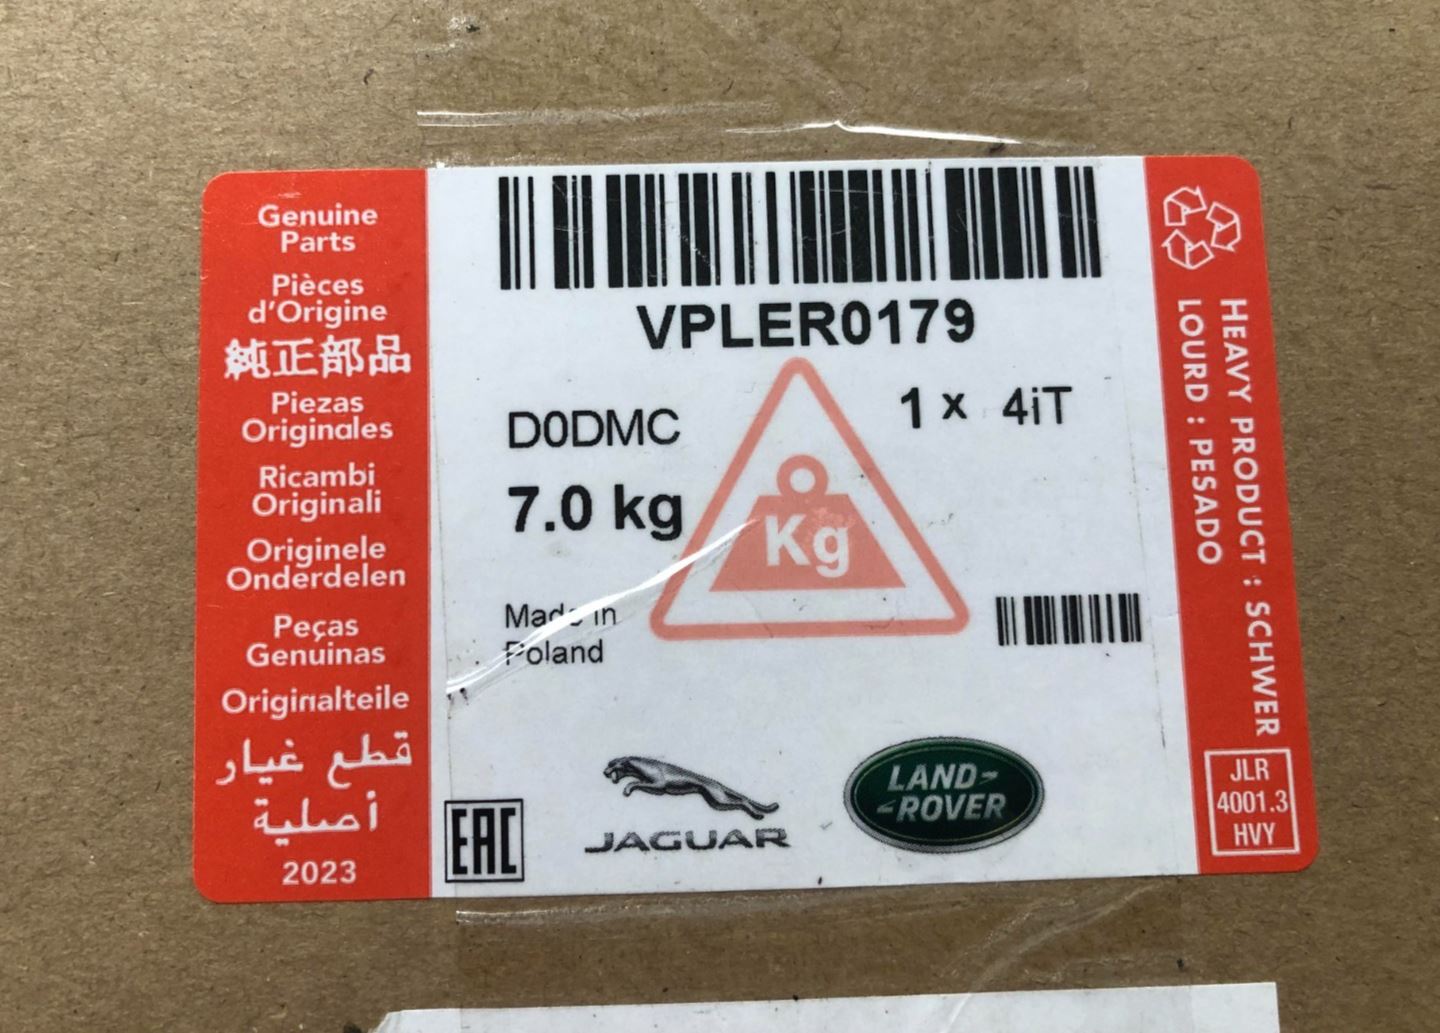 Genuine
Parts
Pièces
d'Origine
純正部品
Piezas
Originales
Ricambi
Originali
Originele
Onderdelen
Peças
Genuinas
Originalteile
قطع غيار
أصلية
2023
VPLER0179
D0DMC
1 x 4iT
7.0 kg
Kg
Made in
Poland
EAC
JAGUAR
LAND-
-ROVER
HEAVY PRODUCT : SCHWER
LOURD : PESADO
JLR
4001.3
HVY